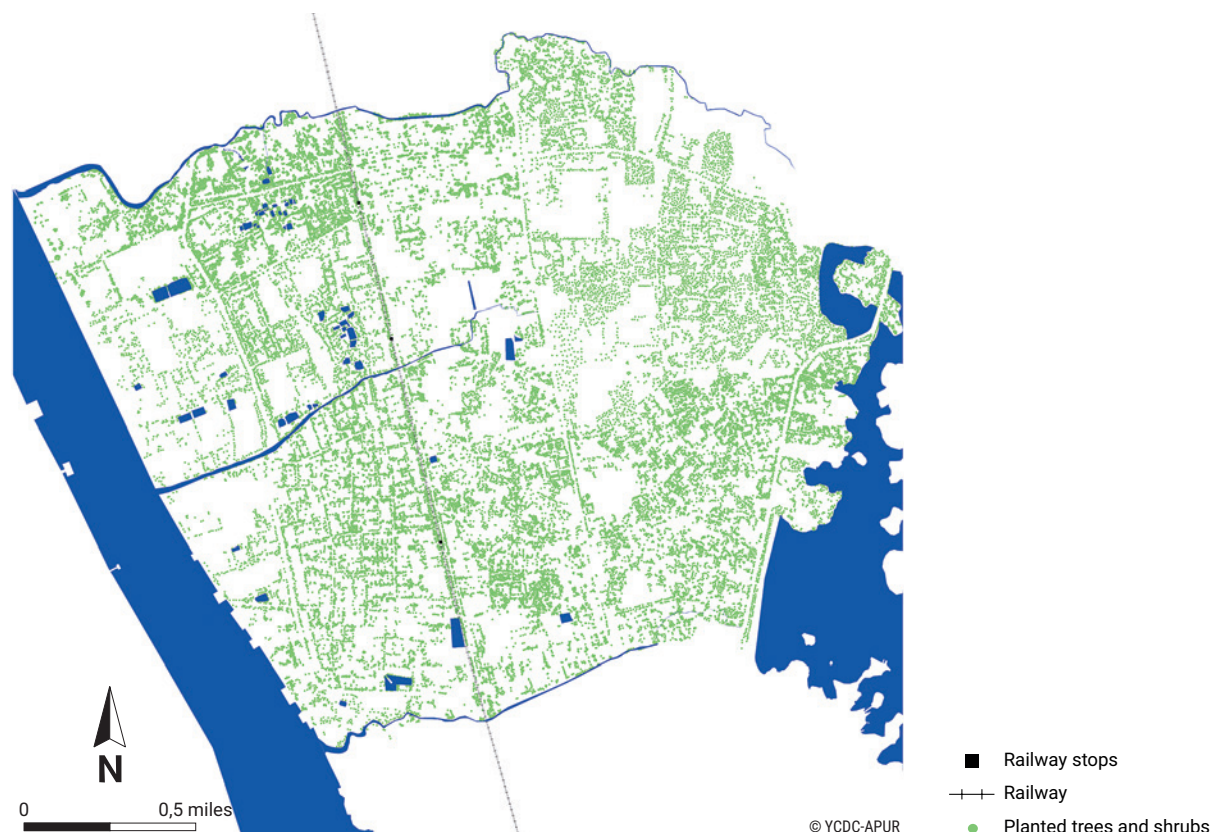 N
0 0,5 miles
© YCDC-APUR
Railway stops
Railway
Planted trees and shrubs